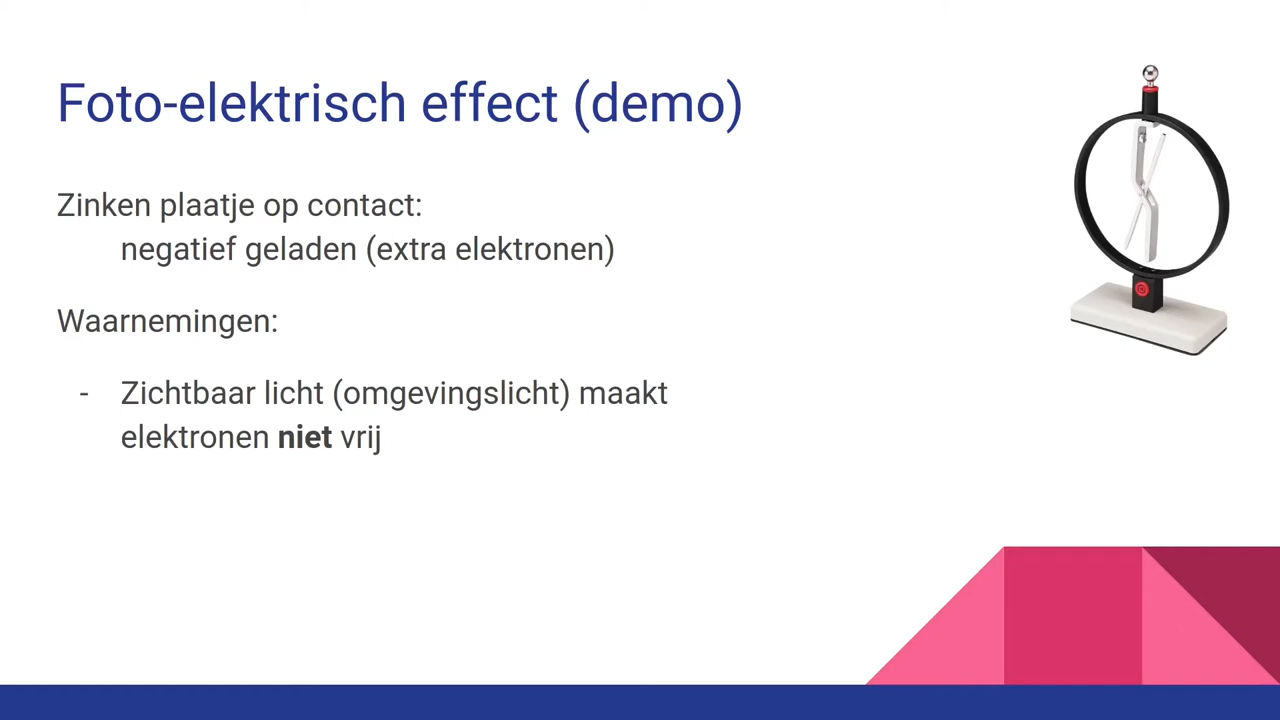 Foto-elektrisch effect (demo)
Zinken plaatje op contact:
negatief geladen (extra elektronen)
Waarnemingen:
- Zichtbaar licht (omgevingslicht) maakt
elektronen niet vrij